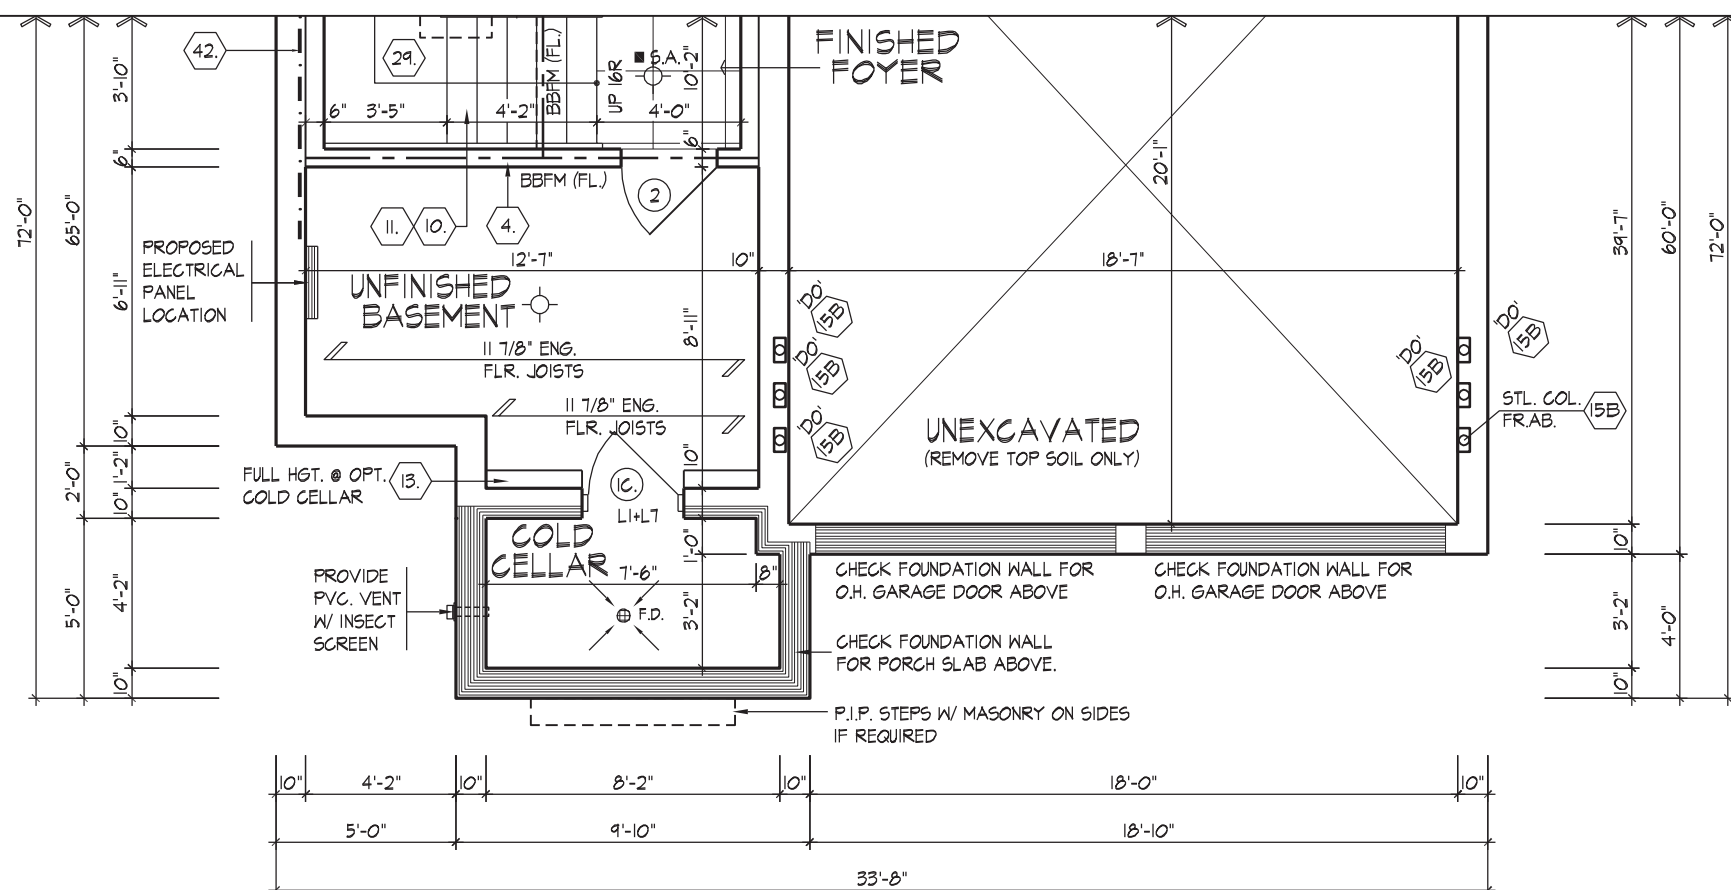 42.
29.
S.A.
FINISHED
FOYER
BBFM (FL.)
UP 16R
10'-2"
3'-10"
6"
3'-5"
4'-2"
4'-0"
6"
6"
BBFM (FL.)
2
20'-1"
72'-0"
65'-0"
39'-7"
60'-0"
72'-0"
11.
10.
4.
PROPOSED
ELECTRICAL
PANEL
LOCATION
6'-11"
12'-7"
10"
18'-7"
UNFINISHED
BASEMENT
8'-11"
'DO'
15B
'DO'
15B
'DO'
15B
'DO'
15B
'DO'
15B
11 7/8" ENG.
FLR. JOISTS
11 7/8" ENG.
FLR. JOISTS
STL. COL.
FR.AB.
15B
UNEXCAVATED
(REMOVE TOP SOIL ONLY)
10"
1'-2"
10"
2'-0"
10"
FULL HGT. @ OPT.
COLD CELLAR
13.
1C.
L1+L7
COLD
CELLAR
7'-6"
8"
1'-0"
3'-2"
F.D.
10"
3'-2"
10"
4'-0"
CHECK FOUNDATION WALL FOR
O.H. GARAGE DOOR ABOVE
CHECK FOUNDATION WALL FOR
O.H. GARAGE DOOR ABOVE
PROVIDE
PVC. VENT
W/ INSECT
SCREEN
5'-0"
4'-2"
10"
CHECK FOUNDATION WALL
FOR PORCH SLAB ABOVE.
P.I.P. STEPS W/ MASONRY ON SIDES
IF REQUIRED
10"
4'-2"
10"
8'-2"
10"
18'-0"
10"
5'-0"
9'-10"
18'-10"
33'-8"